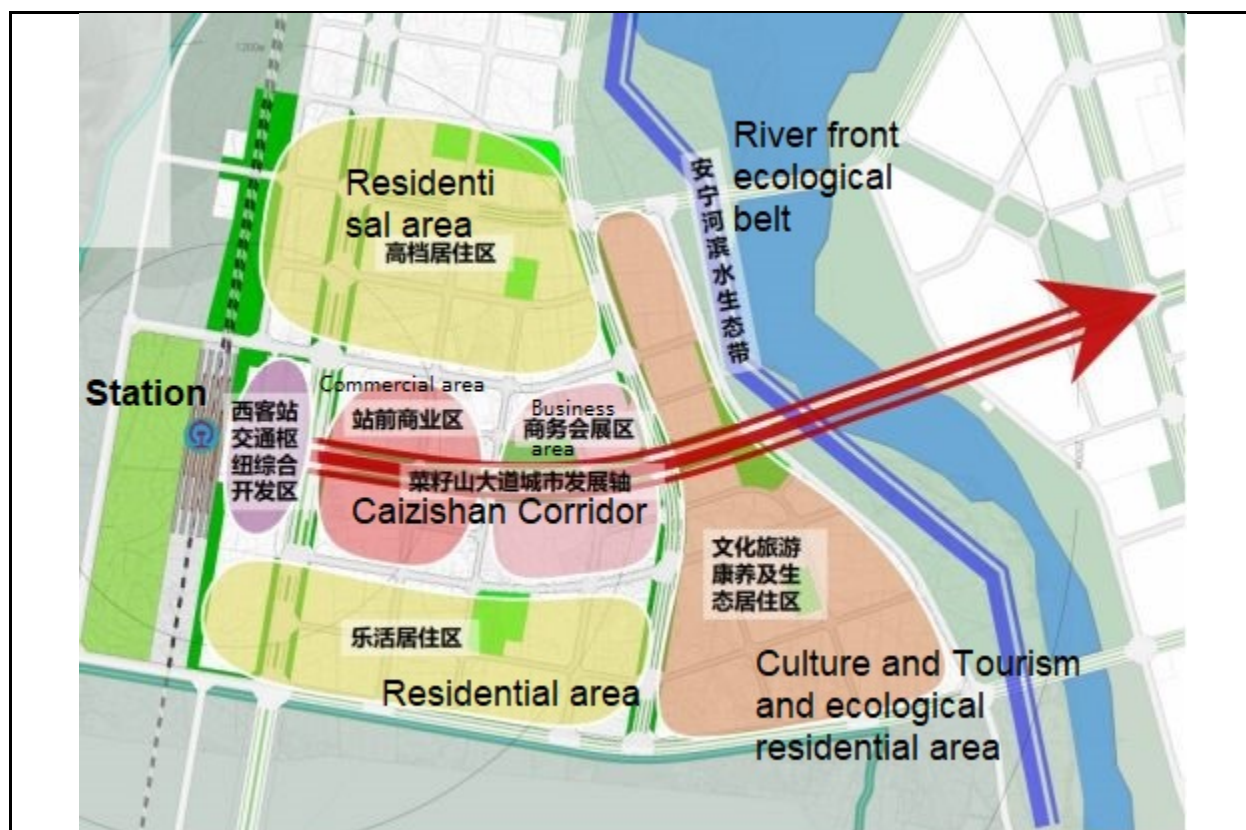 1200m
River front
ecological
belt
安宁河滨水生态带
Residenti
sal area
高档居住区
Station
西客站
交通枢
纽综合
开发区
Commercial area
站前商业区
Business
商务会展区
area
菜籽山大道城市发展轴
Caizishan Corridor
文化旅游
康养及生
态居住区
乐活居住区
Residential area
Culture and Tourism
and ecological
residential area